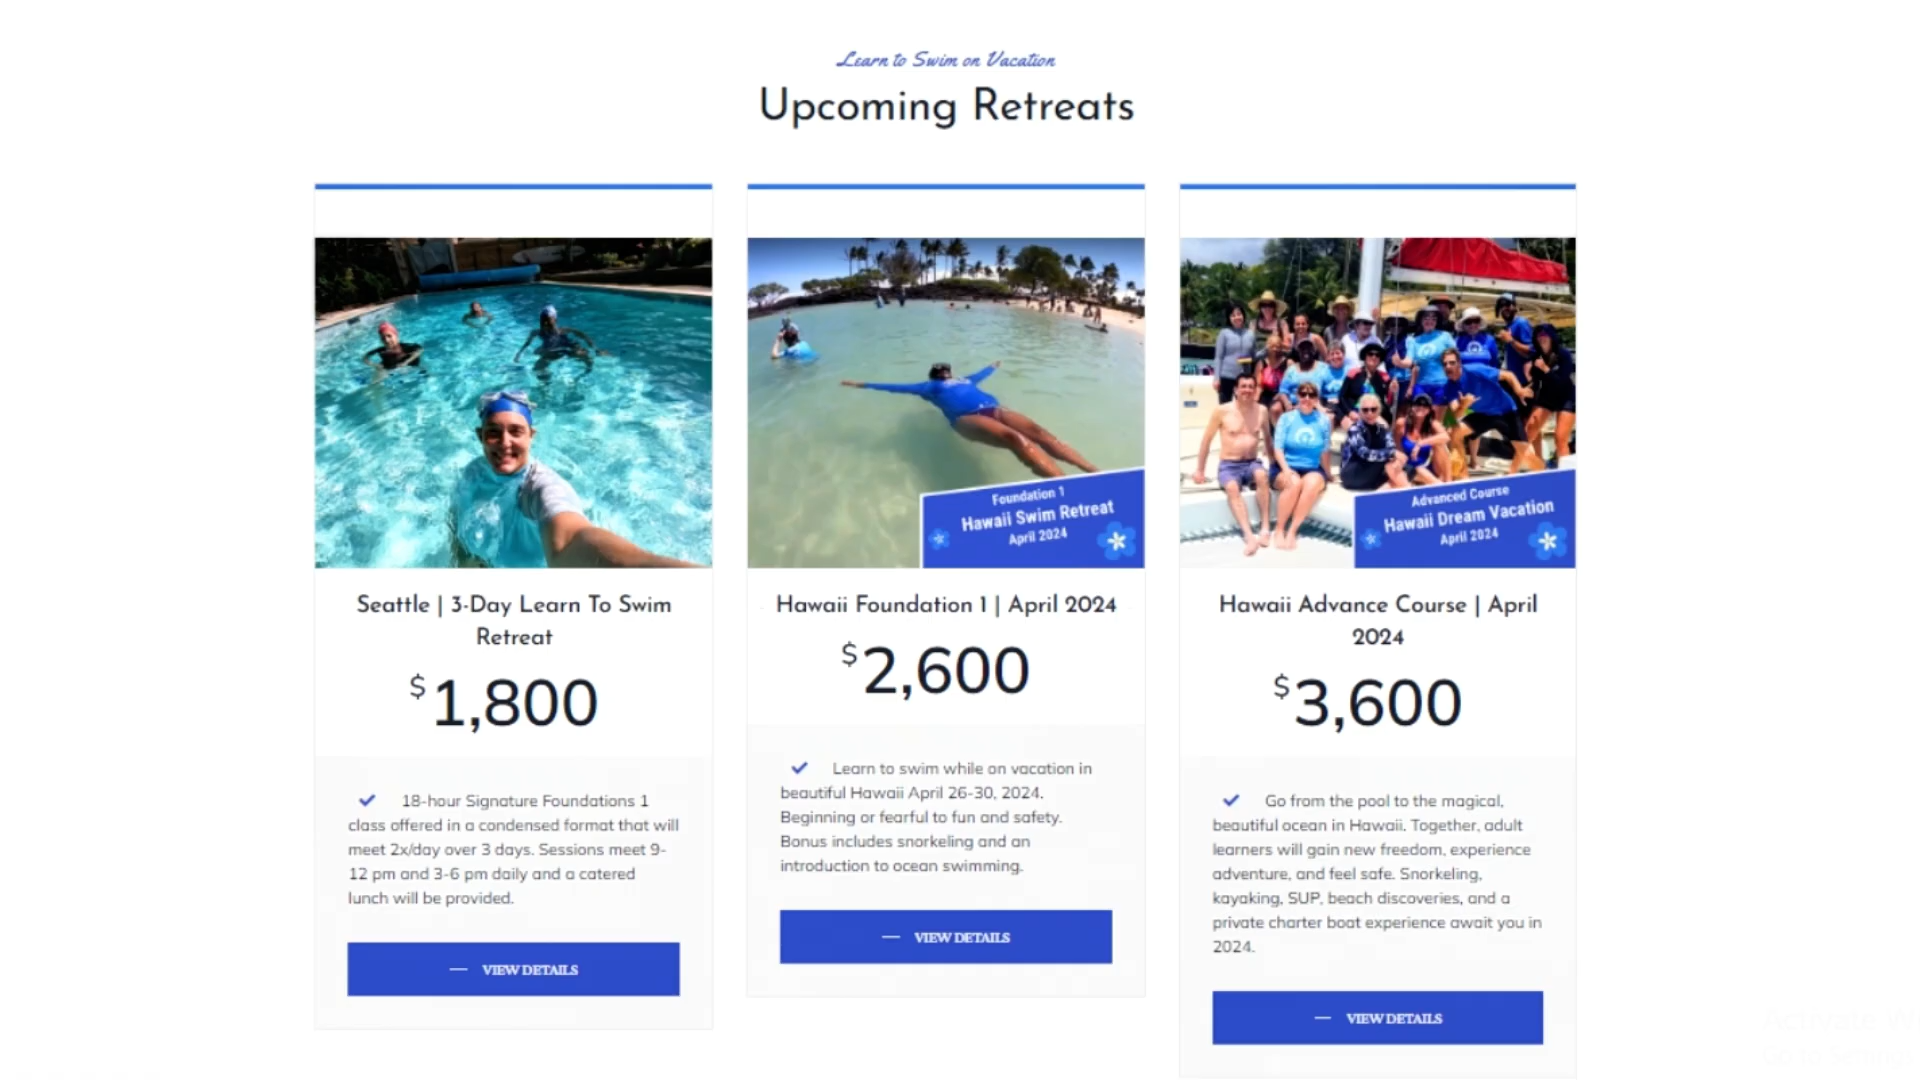 Learn to Swim on Vacation
Upcoming Retreats
Foundation 1
Hawaii Swim Retreat
April 2024
Advanced Course
Hawaii Dream Vacation
April 2024
Seattle | 3-Day Learn To Swim
Retreat
$1,800
18-hour Signature Foundations 1
class offered in a condensed format that will
meet 2x/day over 3 days. Sessions meet 9-
12 pm and 3-6 pm daily and a catered
lunch will be provided.
— VIEW DETAILS
Hawaii Foundation 1 | April 2024
$2,600
Learn to swim while on vacation in
beautiful Hawaii April 26-30, 2024.
Beginning or fearful to fun and safety.
Bonus includes snorkeling and an
introduction to ocean swimming.
— VIEW DETAILS
Hawaii Advance Course | April
2024
$3,600
Go from the pool to the magical,
beautiful ocean in Hawaii. Together, adult
learners will gain new freedom, experience
adventure, and feel safe. Snorkeling,
kayaking, SUP, beach discoveries, and a
private charter boat experience await you in
2024.
— VIEW DETAILS